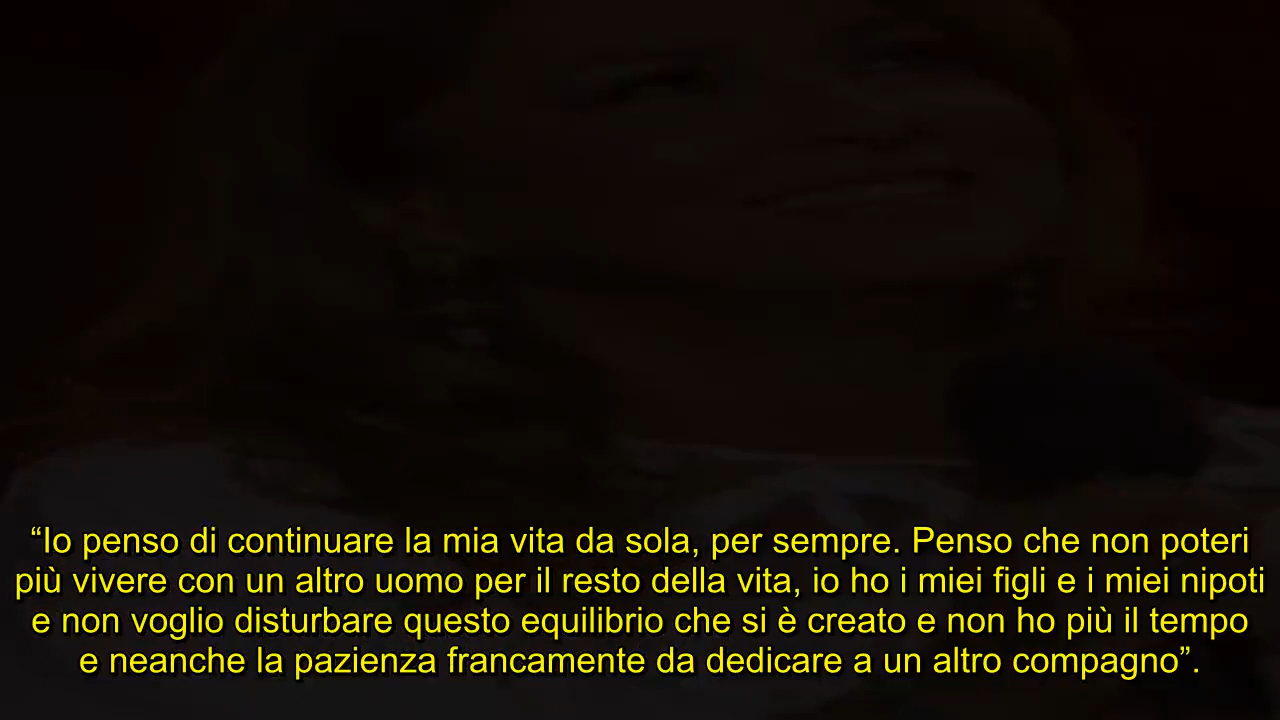 “Io penso di continuare la mia vita da sola, per sempre. Penso che non poteri
più vivere con un altro uomo per il resto della vita, io ho i miei figli e i miei nipoti
e non voglio disturbare questo equilibrio che si è creato e non ho più il tempo
e neanche la pazienza francamente da dedicare a un altro compagno”.